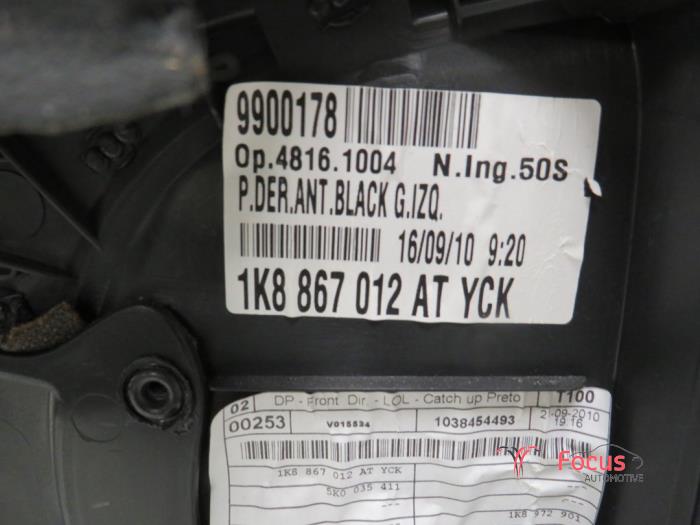 9900178
Op.4816.1004 N.Ing.50S
P.DER.ANT.BLACK G.IZQ.
16/09/10 9:20
1K8 867 012 AT YCK
02 DP - Front Dir. - LOL - Catch up Preto T100
00253 V015534 1038454493 21-09-2010
19:16
1K8 867 012 AT YCK
5K0 035 411
1K8 972 901
Focus
AUTOMOTIVE